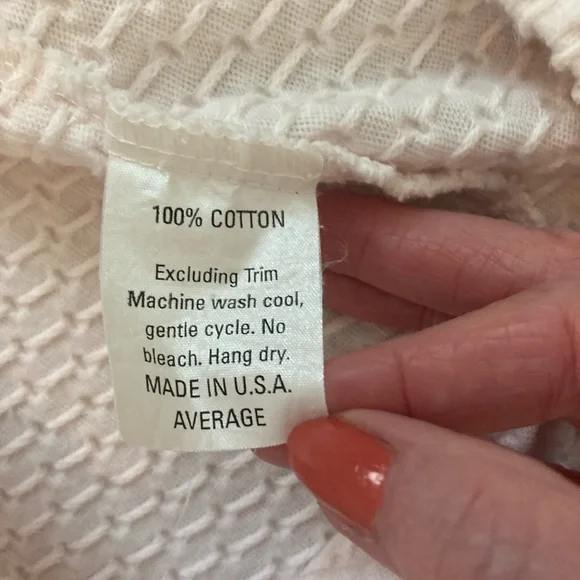 100% COTTON
Excluding Trim
Machine wash cool,
gentle cycle. No
bleach. Hang dry.
MADE IN U.S.A.
AVERAGE